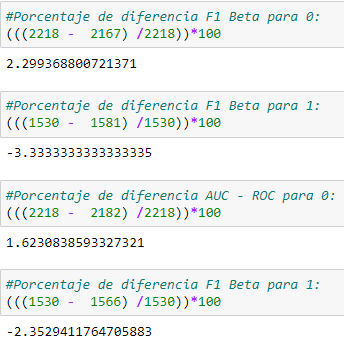 #Porcentaje de diferencia F1 Beta para 0:
(((2218 -  2167) /2218))*100
2.299368800721371
#Porcentaje de diferencia F1 Beta para 1:
(((1530 -  1581) /1530))*100
-3.3333333333333335
#Porcentaje de diferencia AUC - ROC para 0:
(((2218 -  2182) /2218))*100
1.6230838593327321
#Porcentaje de diferencia F1 Beta para 1:
(((1530 -  1566) /1530))*100
-2.3529411764705883